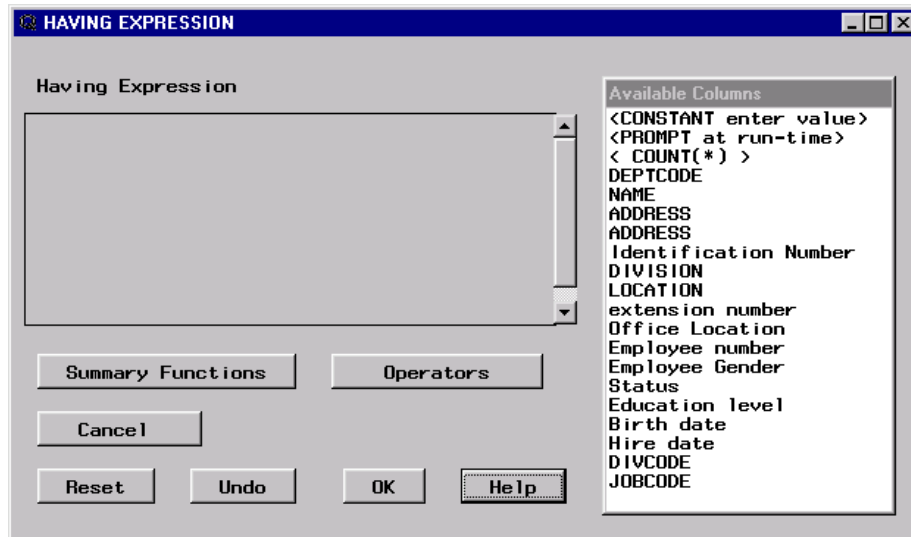 HAVING EXPRESSION
Having Expression
Available Columns
<CONSTANT enter value>
<PROMPT at run-time>
< COUNT(*) >
DEPTCODE
NAME
ADDRESS
ADDRESS
Identification Number
DIVISION
LOCATION
extension number
Office Location
Employee number
Employee Gender
Status
Education level
Birth date
Hire date
DIVCODE
JOBCODE
Summary Functions
Operators
Cancel
Reset
Undo
OK
Help